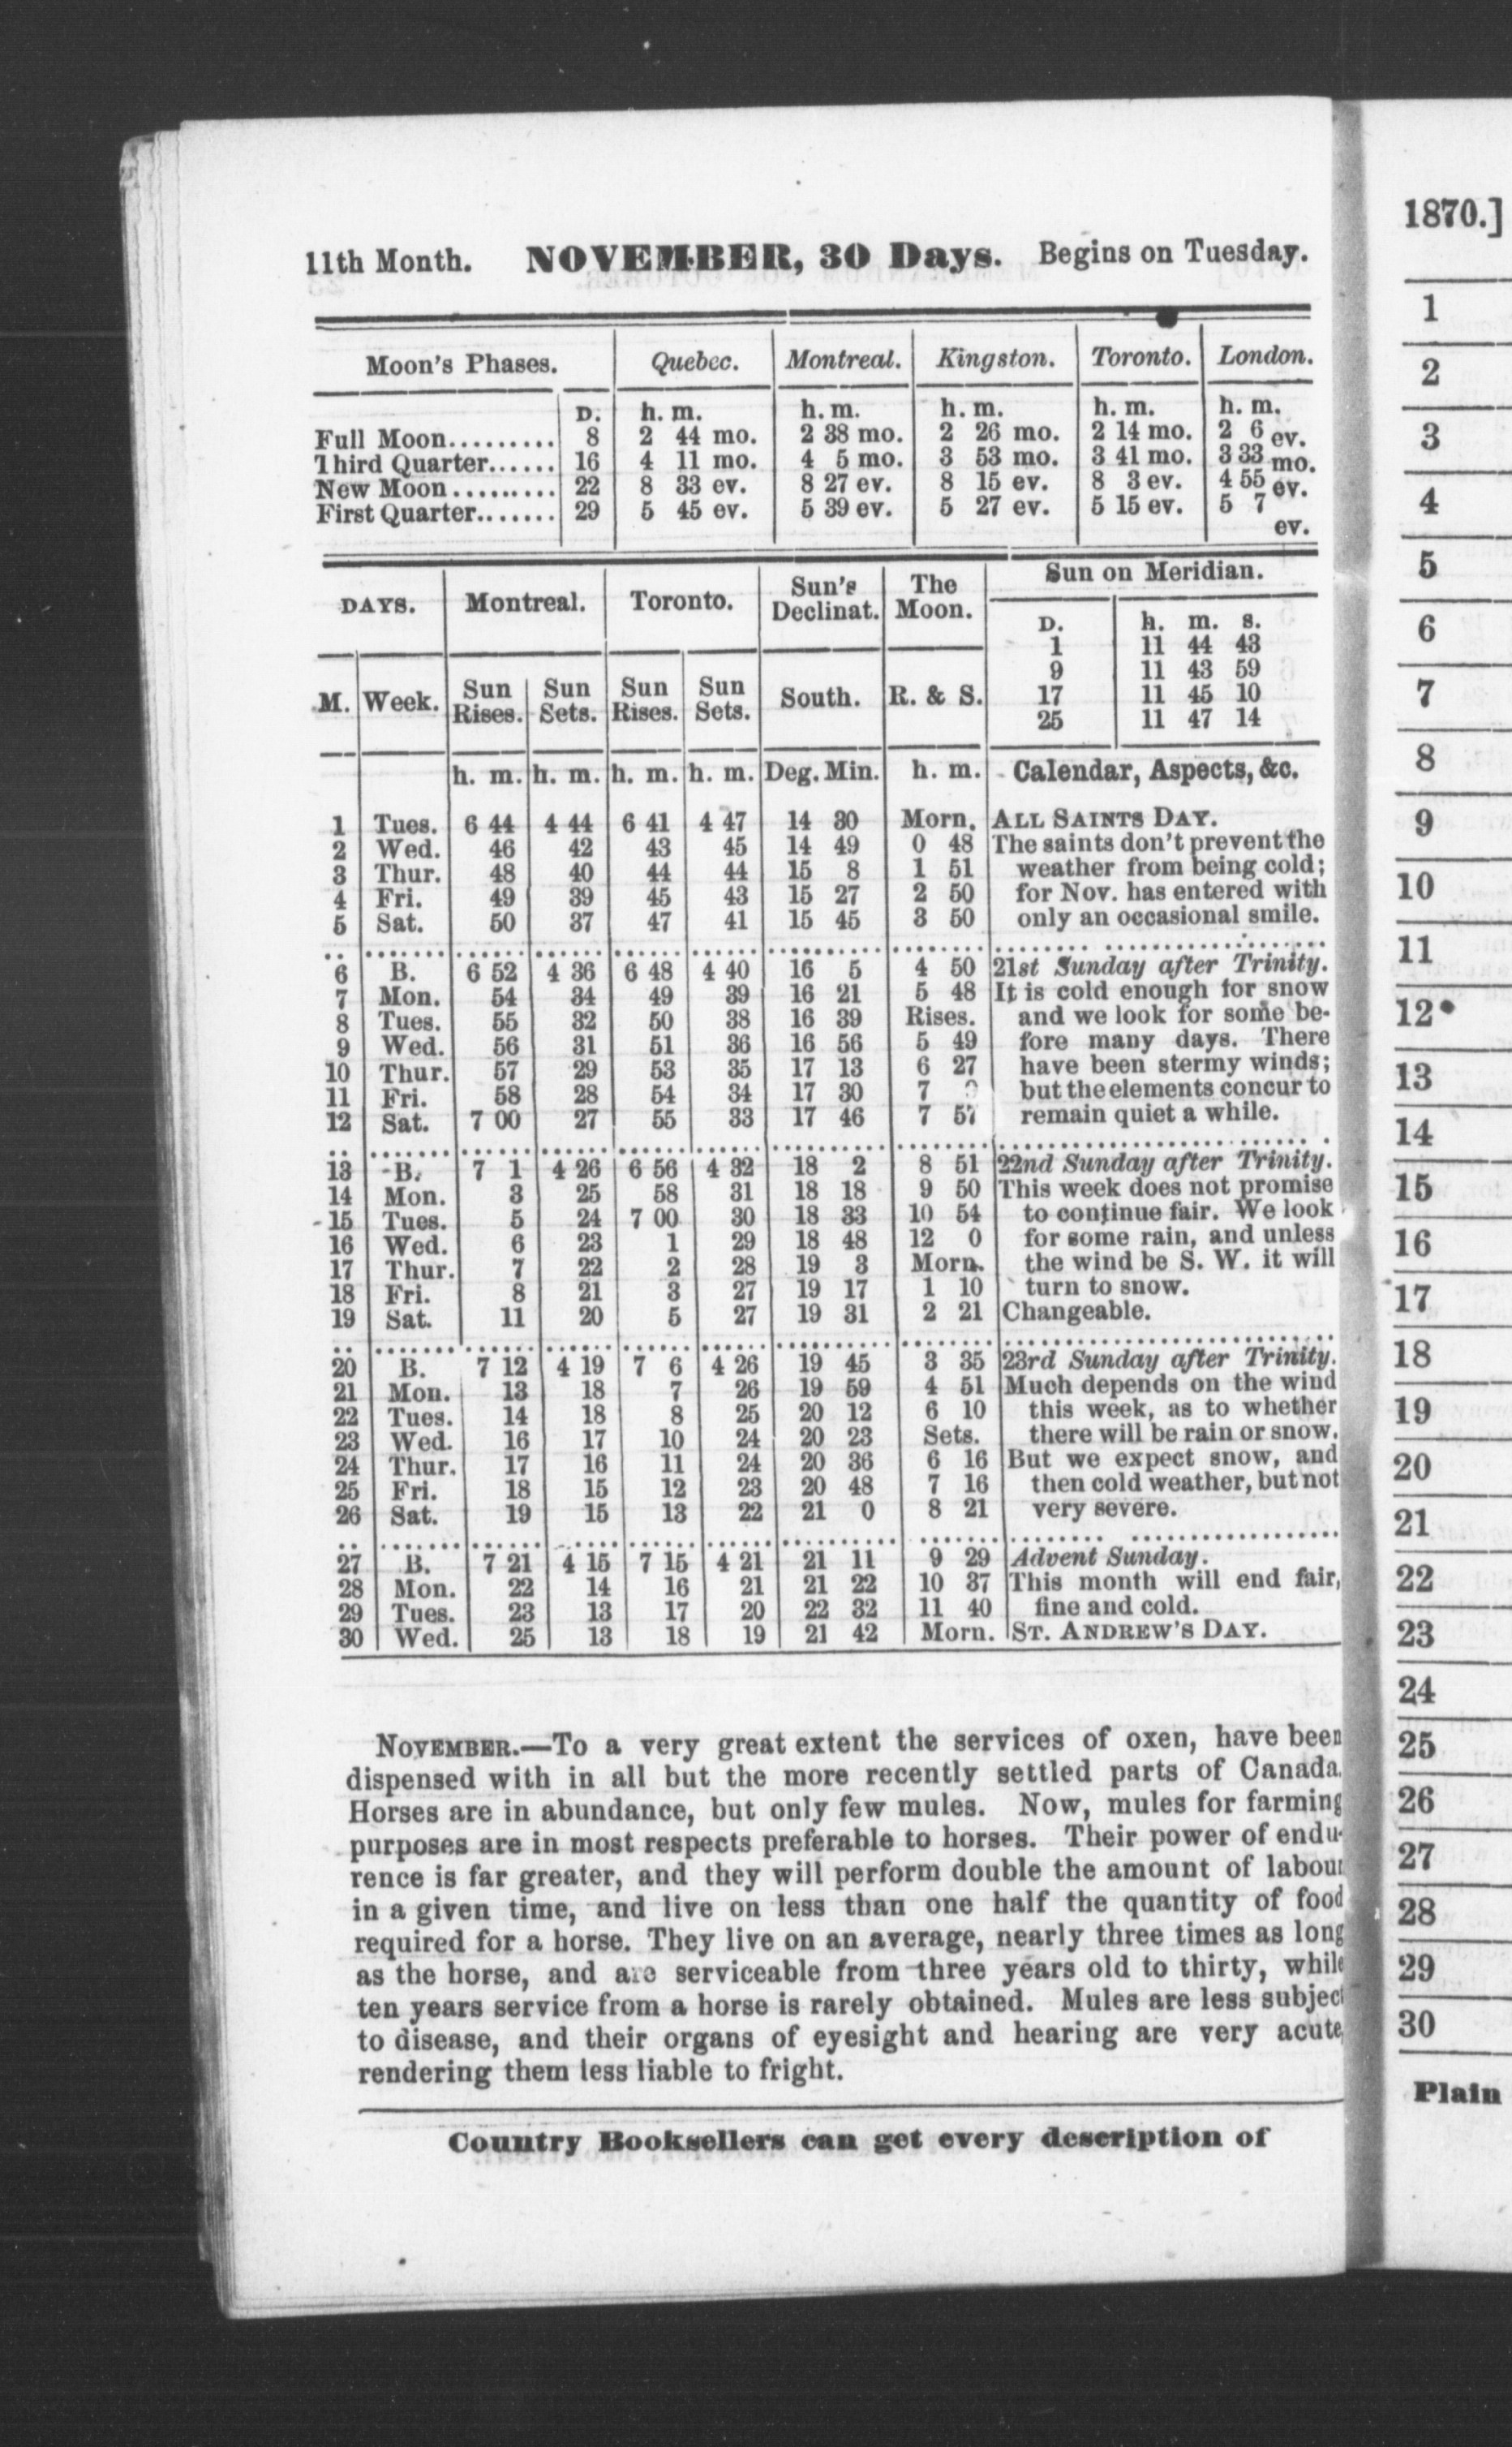 11th Month. NOVEMBER, 30 Days. Begins on Tuesday.
Moon's Phases. Quebec. Montreal. Kingston. Toronto. London.
D. h. m. h. m. h. m. h. m. h. m.
Full Moon......... 8 2 44 mo. 2 38 mo. 2 26 mo. 2 14 mo. 2 6 ev.
Third Quarter...... 16 4 11 mo. 4 5 mo. 3 53 mo. 3 41 mo. 3 33 mo.
New Moon......... 22 8 33 ev. 8 27 ev. 8 15 ev. 8 3 ev. 4 55 ev.
First Quarter....... 29 5 45 ev. 5 39 ev. 5 27 ev. 5 15 ev. 5 7
ev.
DAYS. Montreal. Toronto. Sun's Declinat. The Moon. Sun on Meridian.
D. h. m. s.
1 11 44 43
9 11 43 59
17 11 45 10
25 11 47 14
M. Week. Sun Rises. Sun Sets. Sun Rises. Sun Sets. South. R. & S.
h. m. h. m. h. m. h. m. Deg. Min. h. m. Calendar, Aspects, &c.
1 Tues. 6 44 4 44 6 41 4 47 14 30 Morn. ALL SAINTS DAY.
2 Wed. 46 42 43 45 14 49 0 48 The saints don't prevent the
3 Thur. 48 40 44 44 15 8 1 51 weather from being cold;
4 Fri. 49 39 45 43 15 27 2 50 for Nov. has entered with
5 Sat. 50 37 47 41 15 45 3 50 only an occasional smile.
6 B. 6 52 4 36 6 48 4 40 16 5 4 50 21st Sunday after Trinity.
7 Mon. 54 34 49 39 16 21 5 48 It is cold enough for snow
8 Tues. 55 32 50 38 16 39 Rises. and we look for some be-
9 Wed. 56 31 51 36 16 56 5 49 fore many days. There
10 Thur. 57 29 53 35 17 13 6 27 have been stermy winds;
11 Fri. 58 28 54 34 17 30 7 but the elements concur to
12 Sat. 7 00 27 55 33 17 46 7 57 remain quiet a while.
13 B. 7 1 4 26 6 56 4 32 18 2 8 51 22nd Sunday after Trinity.
14 Mon. 3 25 58 31 18 18 9 50 This week does not promise
15 Tues. 5 24 7 00 30 18 33 10 54 to continue fair. We look
16 Wed. 6 23 1 29 18 48 12 0 for some rain, and unless
17 Thur. 7 22 2 28 19 3 Morn. the wind be S. W. it will
18 Fri. 8 21 3 27 19 17 1 10 turn to snow.
19 Sat. 11 20 5 27 19 31 2 21 Changeable.
20 B. 7 12 4 19 7 6 4 26 19 45 3 35 23rd Sunday after Trinity.
21 Mon. 13 18 7 26 19 59 4 51 Much depends on the wind
22 Tues. 14 18 8 25 20 12 6 10 this week, as to whether
23 Wed. 16 17 10 24 20 23 Sets. there will be rain or snow.
24 Thur. 17 16 11 24 20 36 6 16 But we expect snow, and
25 Fri. 18 15 12 23 20 48 7 16 then cold weather, but not
26 Sat. 19 15 13 22 21 0 8 21 very severe.
27 B. 7 21 4 15 7 15 4 21 21 11 9 29 Advent Sunday.
28 Mon. 22 14 16 21 21 22 10 37 This month will end fair,
29 Tues. 23 13 17 20 22 32 11 40 fine and cold.
30 Wed. 25 13 18 19 21 42 Morn. ST. ANDREW'S DAY.
NOVEMBER.—To a very great extent the services of oxen, have been
dispensed with in all but the more recently settled parts of Canada.
Horses are in abundance, but only few mules. Now, mules for farming
purposes are in most respects preferable to horses. Their power of endu-
rence is far greater, and they will perform double the amount of labour
in a given time, and live on less than one half the quantity of food
required for a horse. They live on an average, nearly three times as long
as the horse, and are serviceable from three years old to thirty, while
ten years service from a horse is rarely obtained. Mules are less subject
to disease, and their organs of eyesight and hearing are very acute,
rendering them less liable to fright.
Country Booksellers can get every description of
1870.]
1
2
3
4
5
6
7
8
9
10
11
12
13
14
15
16
17
18
19
20
21
22
23
24
25
26
27
28
29
30
Plain